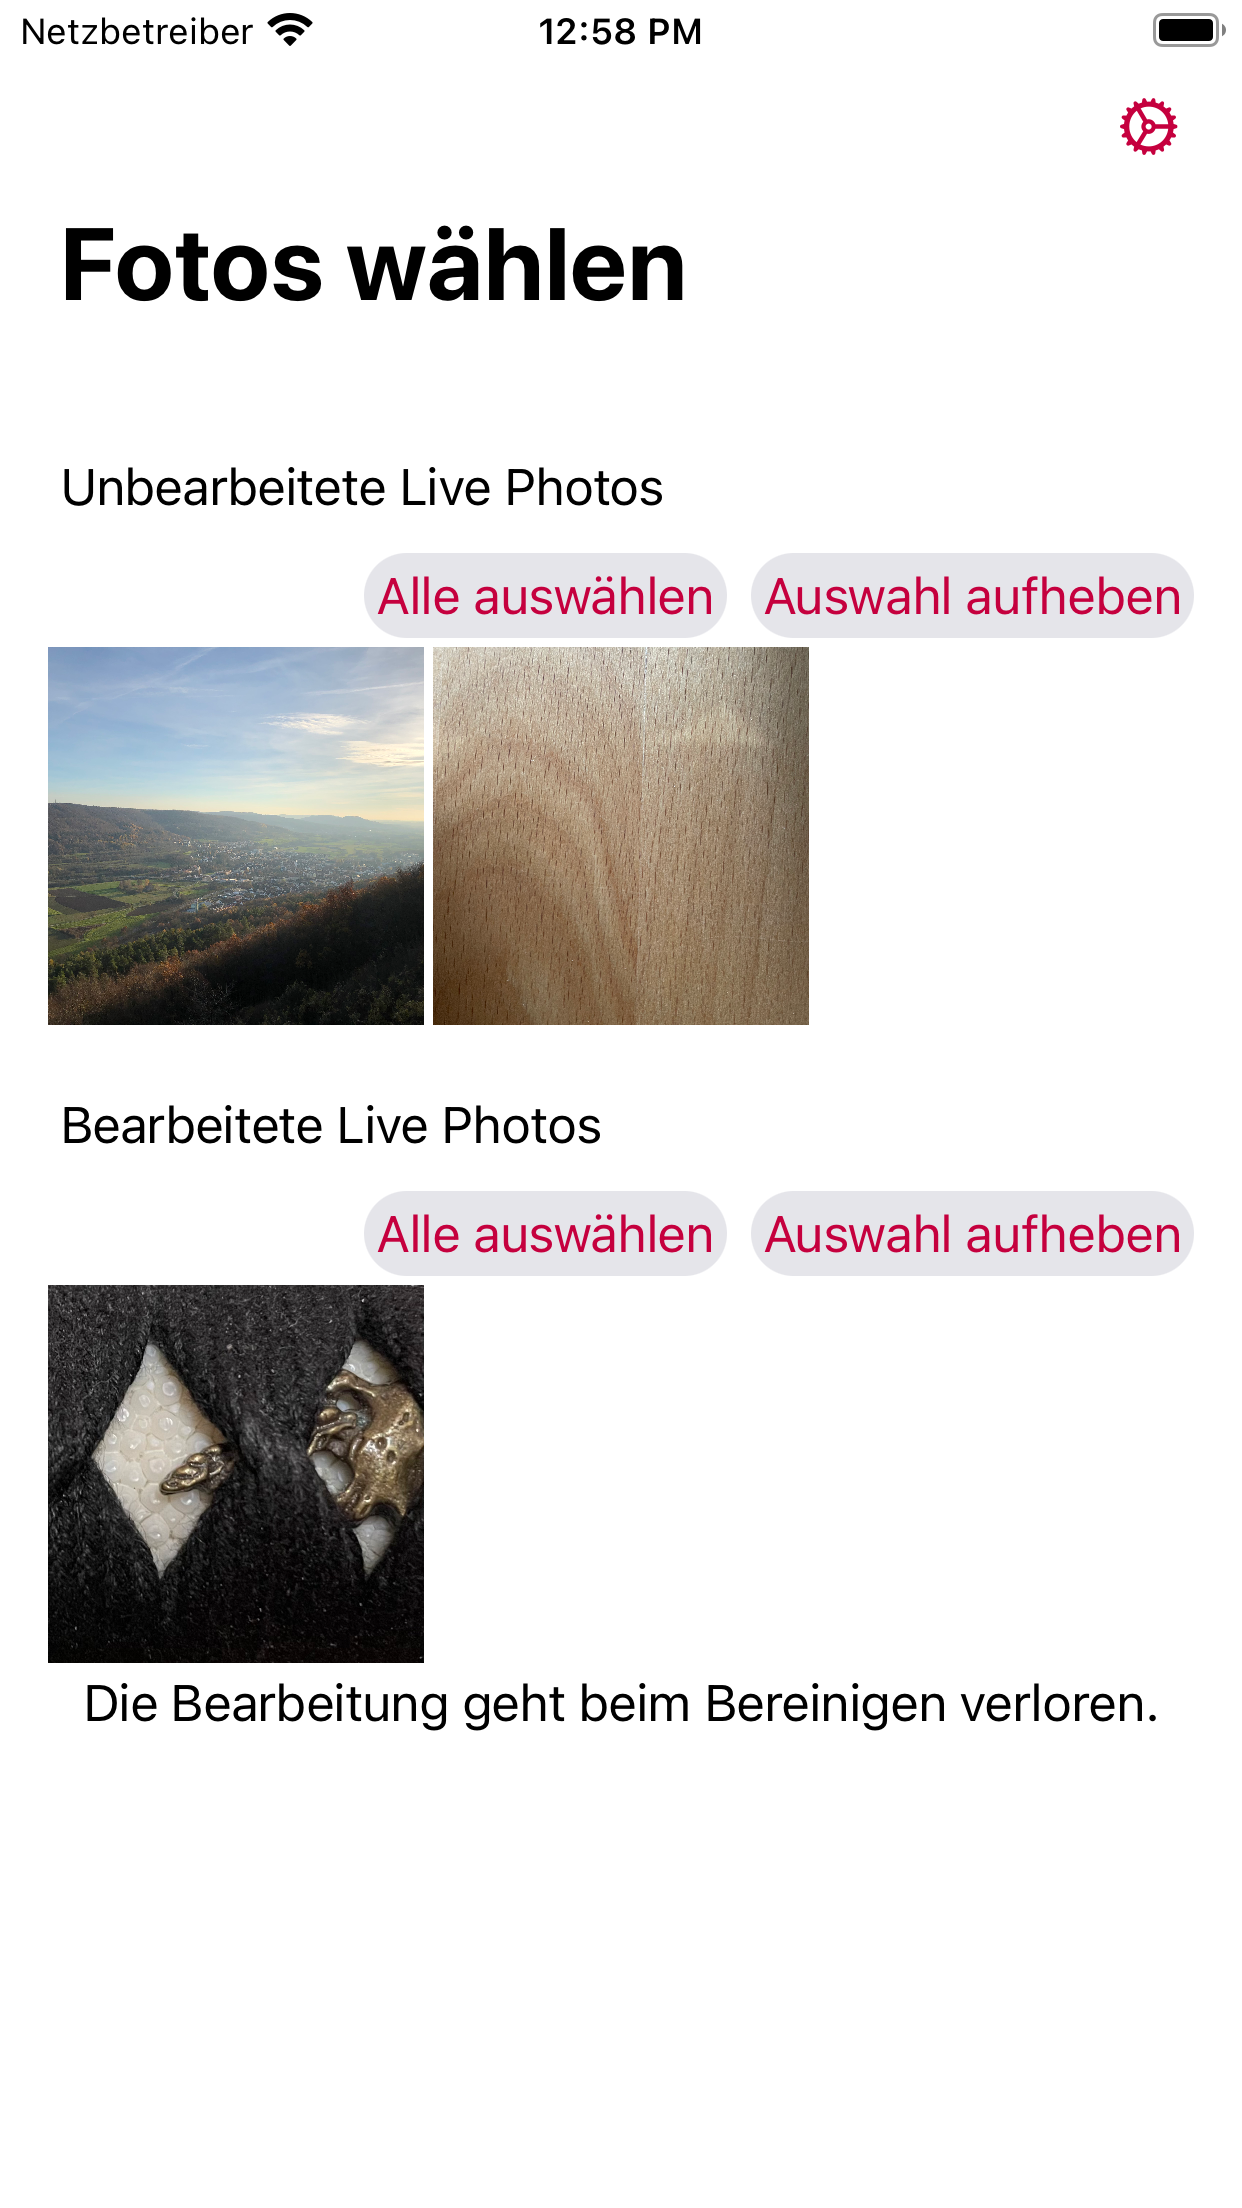 Netzbetreiber 12:58 PM
Fotos wählen
Unbearbeitete Live Photos
Alle auswählen Auswahl aufheben
Bearbeitete Live Photos
Alle auswählen Auswahl aufheben
Die Bearbeitung geht beim Bereinigen verloren.